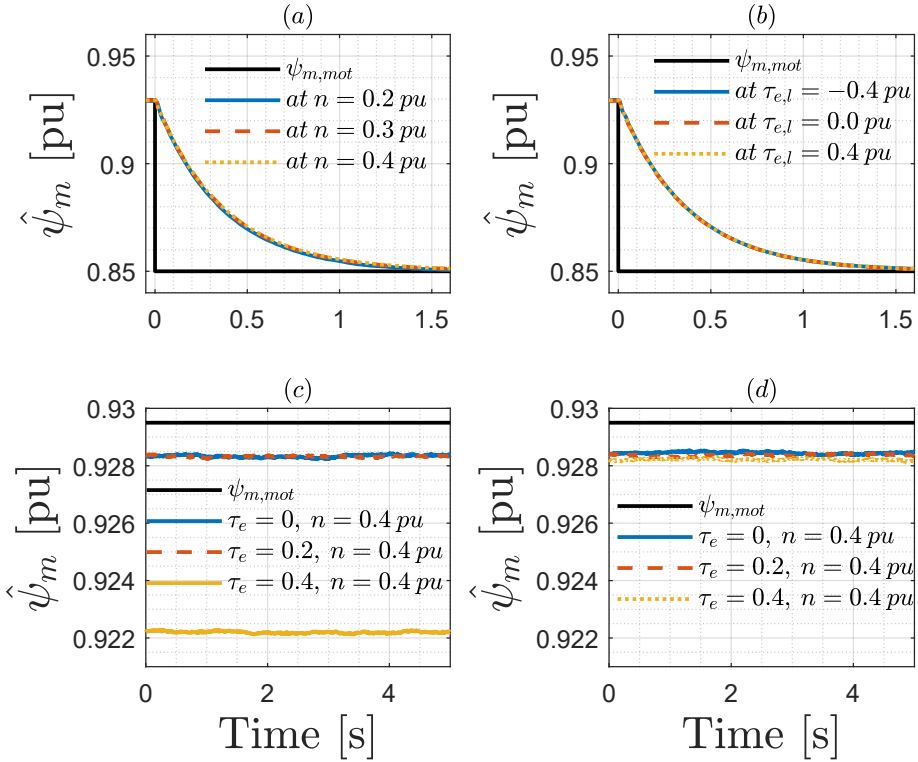 (a)
0.95
0.9
0.85
ψ̂m [pu]
ψm,mot
at n = 0.2 pu
at n = 0.3 pu
at n = 0.4 pu
0 0.5 1 1.5
(b)
0.95
0.9
0.85
ψ̂m [pu]
ψm,mot
at τe,l = −0.4 pu
at τe,l = 0.0 pu
at τe,l = 0.4 pu
0 0.5 1 1.5
(c)
0.93
0.928
0.926
0.924
0.922
ψ̂m [pu]
ψm,mot
τe = 0, n = 0.4 pu
τe = 0.2, n = 0.4 pu
τe = 0.4, n = 0.4 pu
0 2 4
Time [s]
(d)
0.93
0.928
0.926
0.924
0.922
ψ̂m [pu]
ψm,mot
τe = 0, n = 0.4 pu
τe = 0.2, n = 0.4 pu
τe = 0.4, n = 0.4 pu
0 2 4
Time [s]